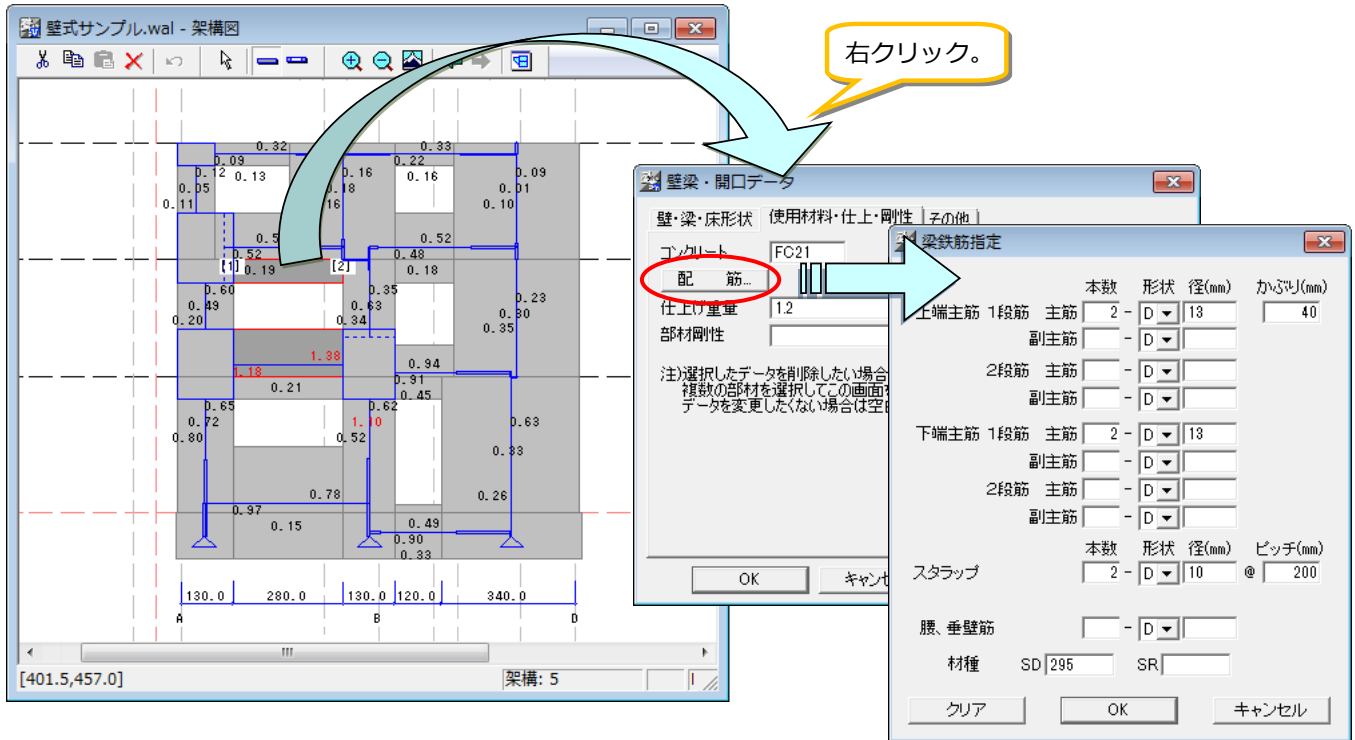 壁式サンプル.wal - 架構図
右クリック。
0.32
0.33
0.09
0.22
0.12
0.13
0.16
0.16
0.09
0.05
0.18
0.01
0.11
16
0.10
0.5
0.52
0.52
0.48
[1]
0.19
[2]
0.18
0.60
0.35
0.49
0.63
0.23
0.20
0.34
0.30
0.35
1.38
0.94
1.18
0.21
0.91
0.45
0.65
0.62
0.72
1.10
0.63
0.80
0.52
0.33
0.78
0.26
0.97
0.15
0.49
0.90
0.33
130.0
280.0
130.0
120.0
340.0
A
B
D
[401.5,457.0]
架構: 5
壁梁・開口データ
壁・梁・床形状
使用材料・仕上・剛性
その他
コンクリート
FC21
配 筋...
仕上げ重量
1.2
部材剛性
注)選択したデータを削除したい場合
複数の部材を選択してこの画面
データを変更したくない場合は空
OK
キャンセ
梁鉄筋指定
本数 形状 径(mm) かぶり(mm)
上端主筋 1段筋 主筋 2 - D 13 40
副主筋 - D
2段筋 主筋 - D
副主筋 - D
下端主筋 1段筋 主筋 2 - D 13
副主筋 - D
2段筋 主筋 - D
副主筋 - D
本数 形状 径(mm) ピッチ(mm)
スタラップ 2 - D 10 @ 200
腰、垂壁筋 - D
材種 SD 295 SR
クリア OK キャンセル